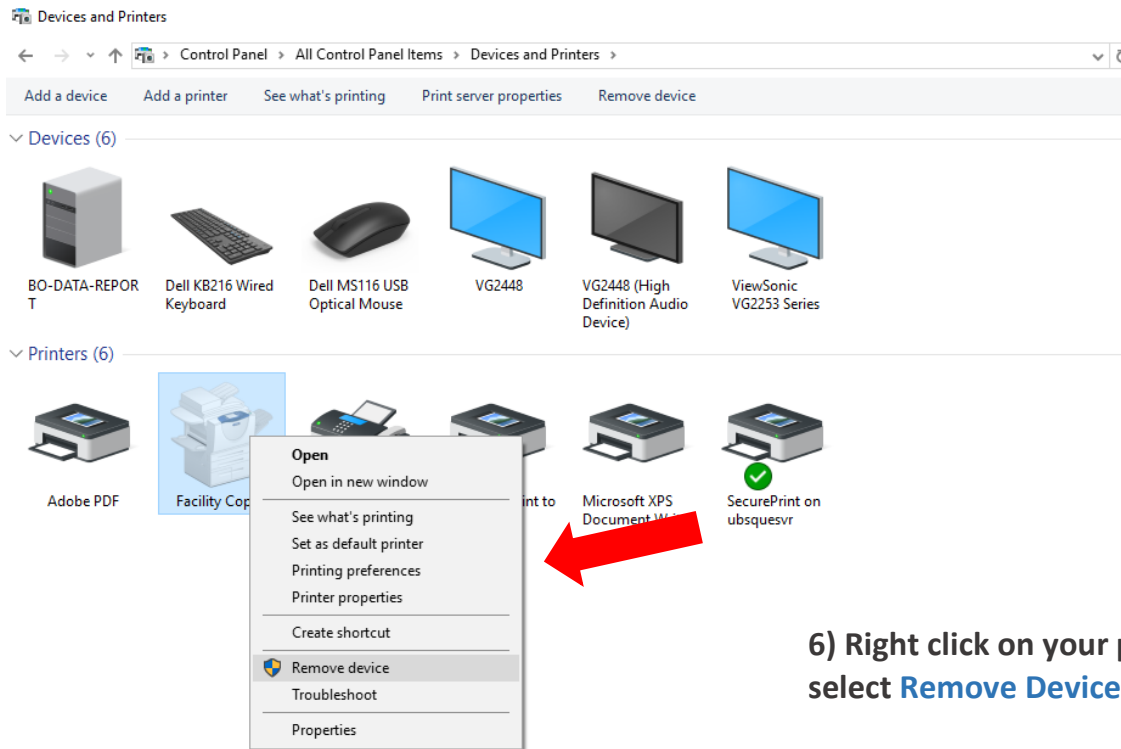 Devices and Printers
Control Panel > All Control Panel Items > Devices and Printers >
Add a device Add a printer See what's printing Print server properties Remove device
Devices (6)
BO-DATA-REPOR
T
Dell KB216 Wired
Keyboard
Dell MS116 USB
Optical Mouse
VG2448
VG2448 (High
Definition Audio
Device)
ViewSonic
VG2253 Series
Printers (6)
Adobe PDF
Facility
to
Microsoft XPS
Document
SecurePrint on
ubsquesvr
Open
Open in new window
See what's printing
Set as default printer
Printing preferences
Printer properties
Create shortcut
Remove device
Troubleshoot
Properties
6) Right click on your
select Remove Device